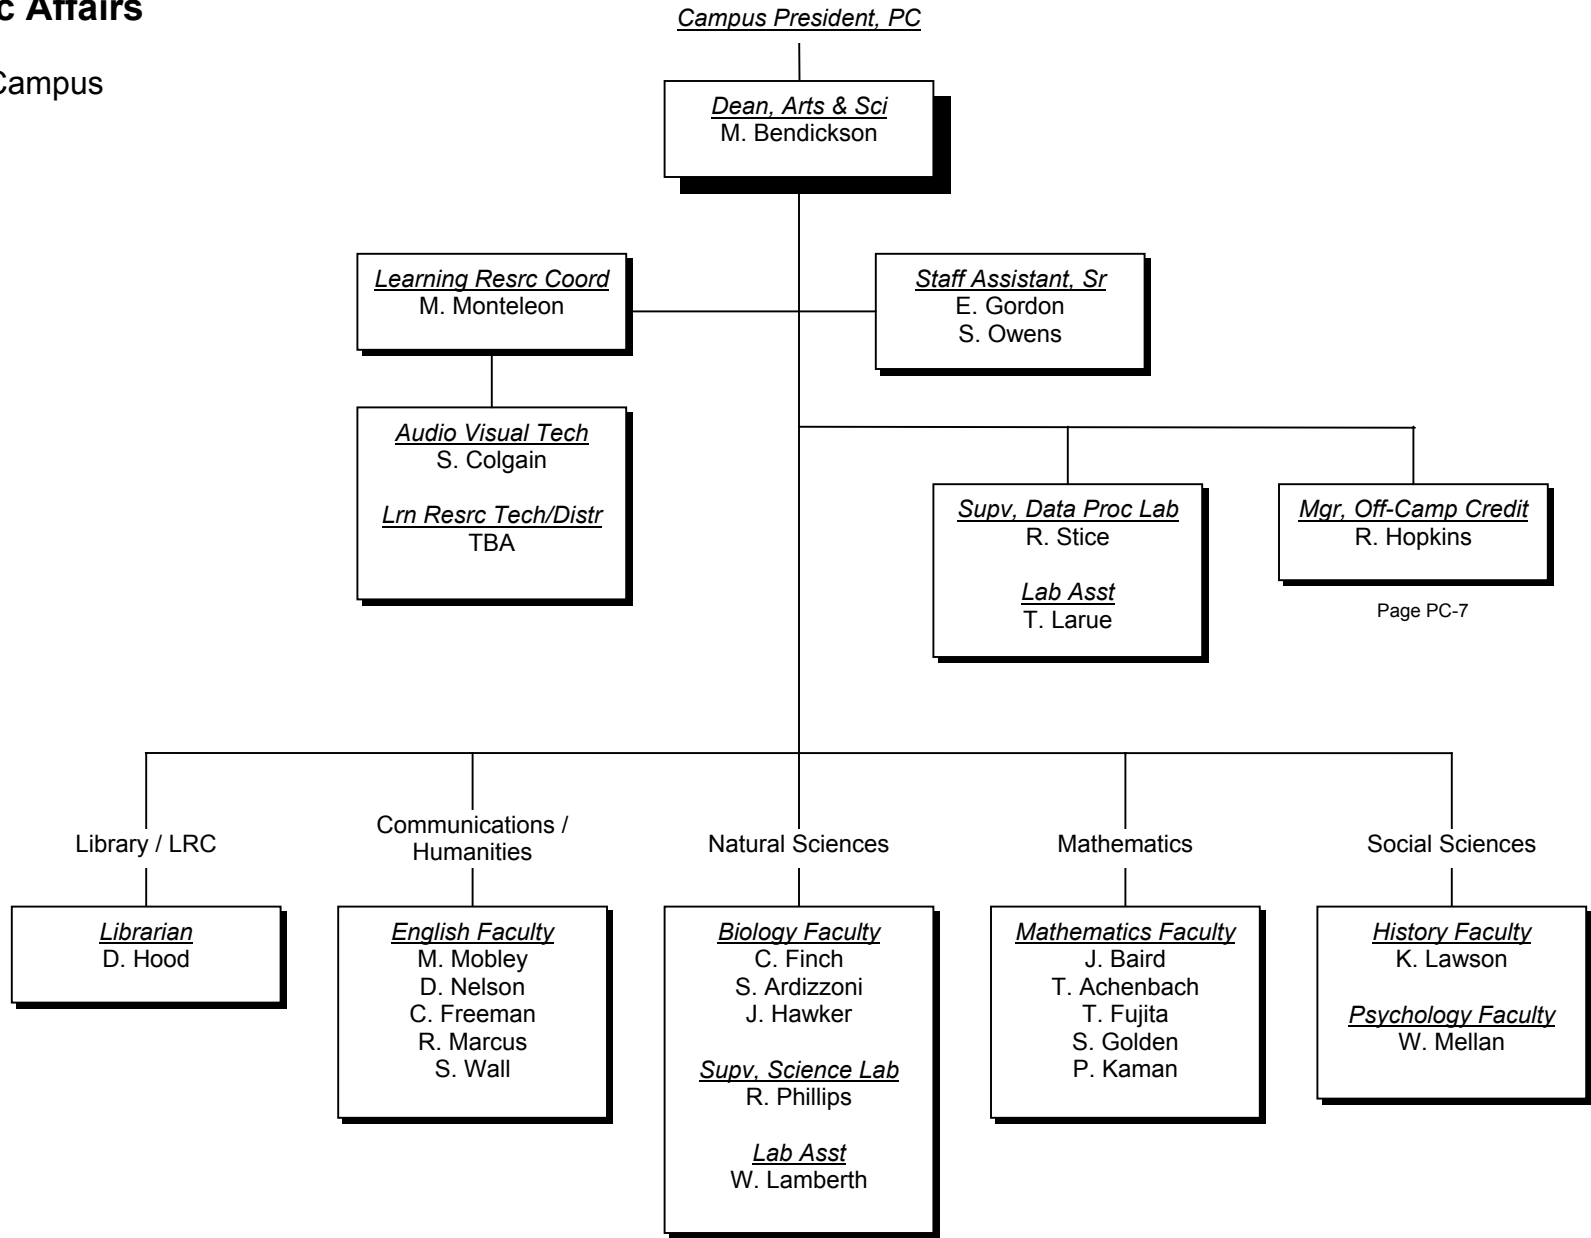 c Affairs
Campus
Campus President, PC
Dean, Arts & Sci
M. Bendickson
Learning Resrc Coord
M. Monteleon
Staff Assistant, Sr
E. Gordon
S. Owens
Audio Visual Tech
S. Colgain
Lrn Resrc Tech/Distr
TBA
Supv, Data Proc Lab
R. Stice
Lab Asst
T. Larue
Mgr, Off-Camp Credit
R. Hopkins
Page PC-7
Library / LRC
Librarian
D. Hood
Communications /
Humanities
English Faculty
M. Mobley
D. Nelson
C. Freeman
R. Marcus
S. Wall
Natural Sciences
Biology Faculty
C. Finch
S. Ardizzoni
J. Hawker
Supv, Science Lab
R. Phillips
Lab Asst
W. Lamberth
Mathematics
Mathematics Faculty
J. Baird
T. Achenbach
T. Fujita
S. Golden
P. Kaman
Social Sciences
History Faculty
K. Lawson
Psychology Faculty
W. Mellan